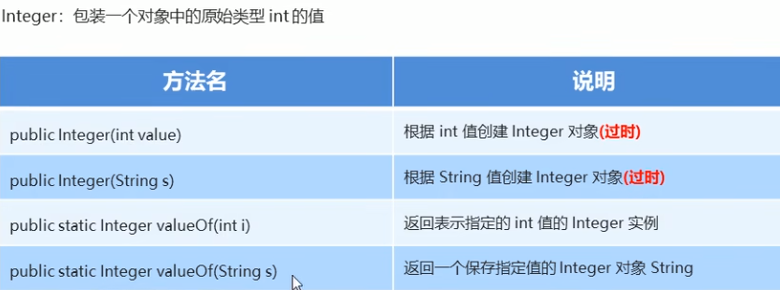 Integer：包装一个对象中的原始类型 int 的值
方法名 说明
public Integer(int value) 根据 int 值创建 Integer 对象(过时)
public Integer(String s) 根据 String 值创建 Integer 对象(过时)
public static Integer valueOf(int i) 返回表示指定的 int 值的 Integer 实例
public static Integer valueOf(String s) 返回一个保存指定值的 Integer 对象 String